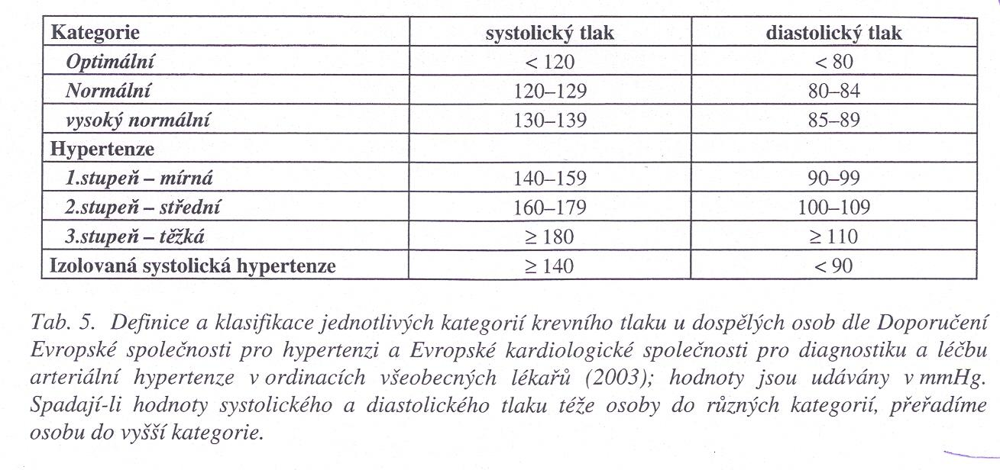 Kategorie systolický tlak diastolický tlak
Optimální < 120 < 80
Normální 120–129 80–84
vysoký normální 130–139 85–89
Hypertenze
1.stupeň – mírná 140–159 90–99
2.stupeň – střední 160–179 100–109
3.stupeň – těžká ≥ 180 ≥ 110
Izolovaná systolická hypertenze ≥ 140 < 90
Tab. 5. Definice a klasifikace jednotlivých kategorií krevního tlaku u dospělých osob dle Doporučení
Evropské společnosti pro hypertenzi a Evropské kardiologické společnosti pro diagnostiku a léčbu
arteriální hypertenze v ordinacích všeobecných lékařů (2003); hodnoty jsou udávány v mmHg.
Spadají-li hodnoty systolického a diastolického tlaku téže osoby do různých kategorií, přeřadíme
osobu do vyšší kategorie.